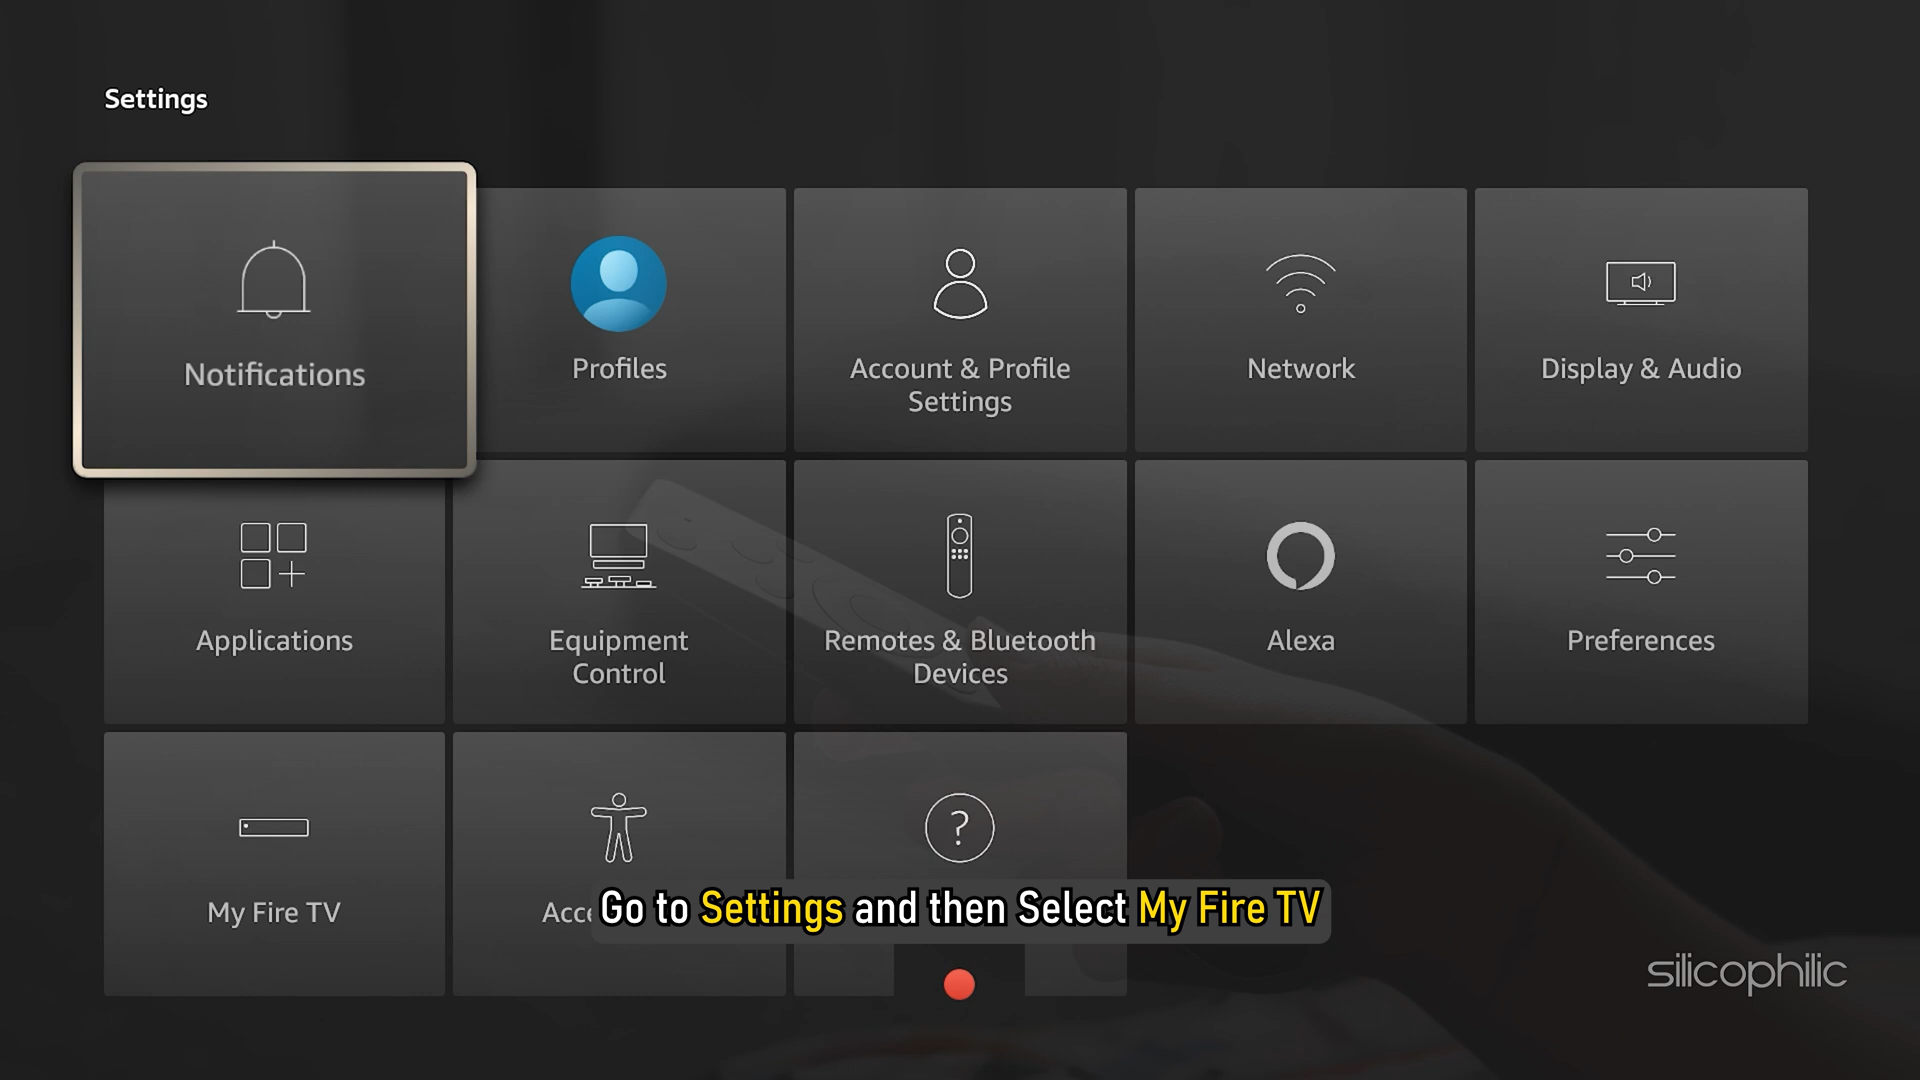 Settings
Notifications
Profiles
Account & Profile
Settings
Network
Display & Audio
Applications
Equipment
Control
Remotes & Bluetooth
Devices
Alexa
Preferences
My Fire TV
Acce
?
Go to Settings and then Select My Fire TV
silicophilic